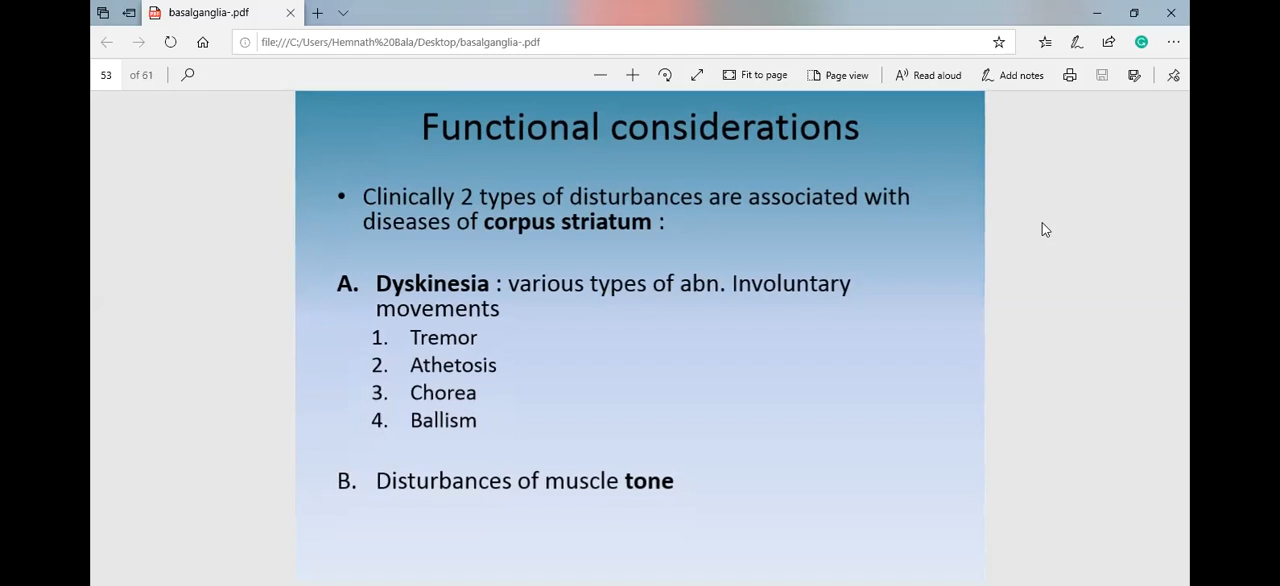 basalganglia-.pdf
file:///C:/Users/Hemnath%20Bala/Desktop/basalganglia-.pdf
53 of 61 Fit to page Page view Read aloud Add notes
Functional considerations
• Clinically 2 types of disturbances are associated with
diseases of corpus striatum :
A. Dyskinesia : various types of abn. Involuntary
movements
1. Tremor
2. Athetosis
3. Chorea
4. Ballism
B. Disturbances of muscle tone